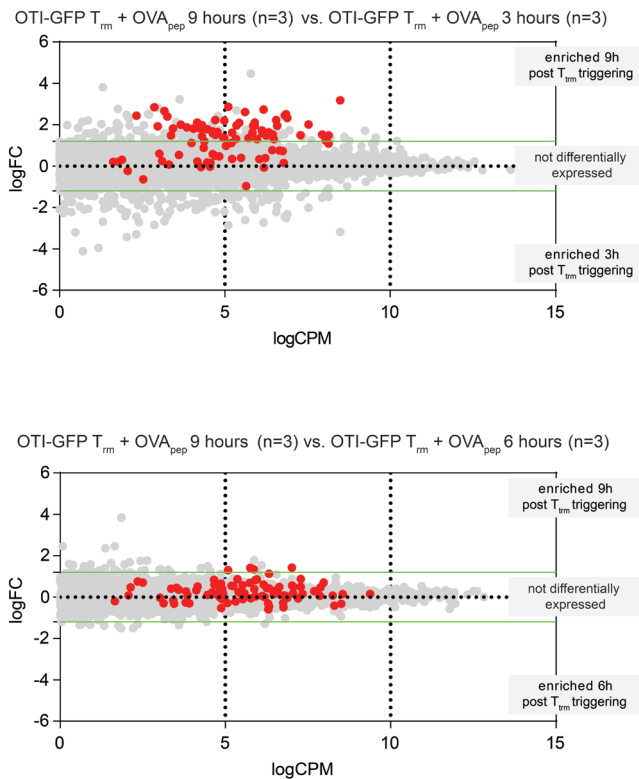 OTI-GFP Trm + OVApep 9 hours (n=3) vs. OTI-GFP Trm + OVApep 3 hours (n=3)
6
enriched 9h
post Ttrm triggering
4
2
logFC
0
not differentially
expressed
-2
-4
enriched 3h
post Ttrm triggering
-6
0 5 10 15
logCPM
OTI-GFP Trm + OVApep 9 hours (n=3) vs. OTI-GFP Trm + OVApep 6 hours (n=3)
6
enriched 9h
post Ttrm triggering
4
2
logFC
0
not differentially
expressed
-2
-4
enriched 6h
post Ttrm triggering
-6
0 5 10 15
logCPM